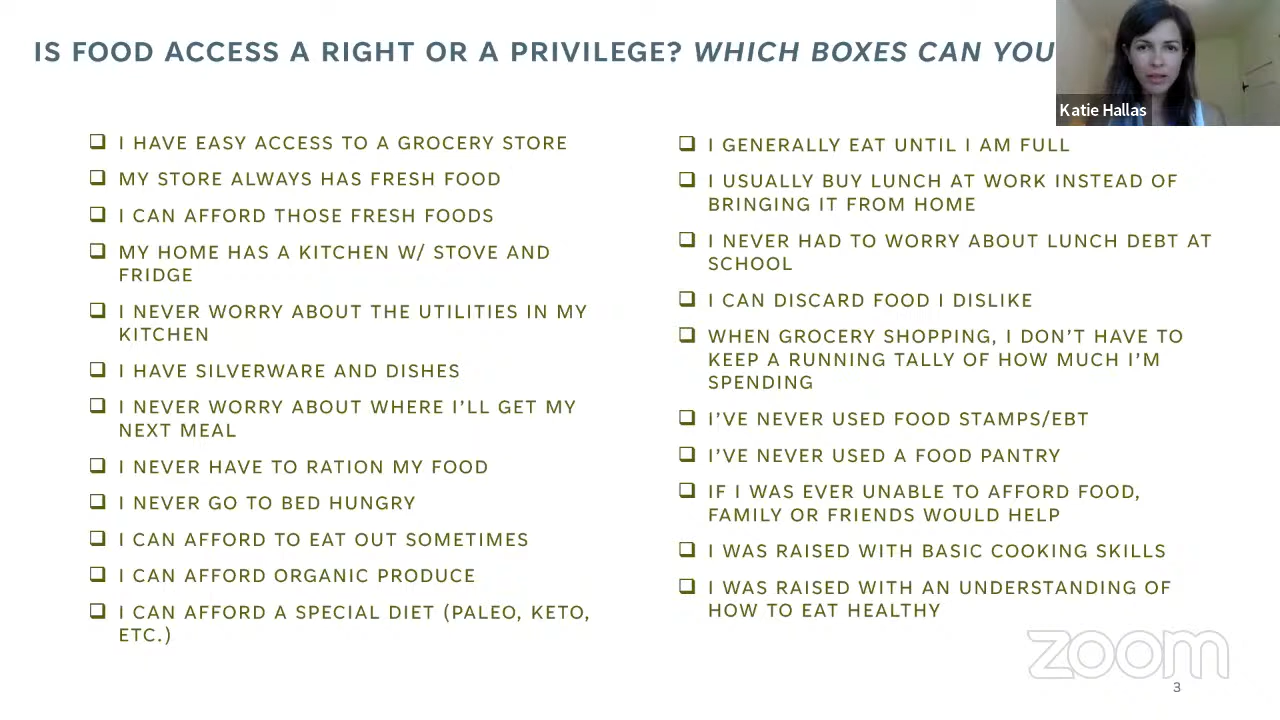 IS FOOD ACCESS A RIGHT OR A PRIVILEGE? WHICH BOXES CAN YOU
Katie Hallas
I HAVE EASY ACCESS TO A GROCERY STORE
MY STORE ALWAYS HAS FRESH FOOD
I CAN AFFORD THOSE FRESH FOODS
MY HOME HAS A KITCHEN W/ STOVE AND
FRIDGE
I NEVER WORRY ABOUT THE UTILITIES IN MY
KITCHEN
I HAVE SILVERWARE AND DISHES
I NEVER WORRY ABOUT WHERE I’LL GET MY
NEXT MEAL
I NEVER HAVE TO RATION MY FOOD
I NEVER GO TO BED HUNGRY
I CAN AFFORD TO EAT OUT SOMETIMES
I CAN AFFORD ORGANIC PRODUCE
I CAN AFFORD A SPECIAL DIET (PALEO, KETO,
ETC.)
I GENERALLY EAT UNTIL I AM FULL
I USUALLY BUY LUNCH AT WORK INSTEAD OF
BRINGING IT FROM HOME
I NEVER HAD TO WORRY ABOUT LUNCH DEBT AT
SCHOOL
I CAN DISCARD FOOD I DISLIKE
WHEN GROCERY SHOPPING, I DON’T HAVE TO
KEEP A RUNNING TALLY OF HOW MUCH I’M
SPENDING
I’VE NEVER USED FOOD STAMPS/EBT
I’VE NEVER USED A FOOD PANTRY
IF I WAS EVER UNABLE TO AFFORD FOOD,
FAMILY OR FRIENDS WOULD HELP
I WAS RAISED WITH BASIC COOKING SKILLS
I WAS RAISED WITH AN UNDERSTANDING OF
HOW TO EAT HEALTHY
zoom
3